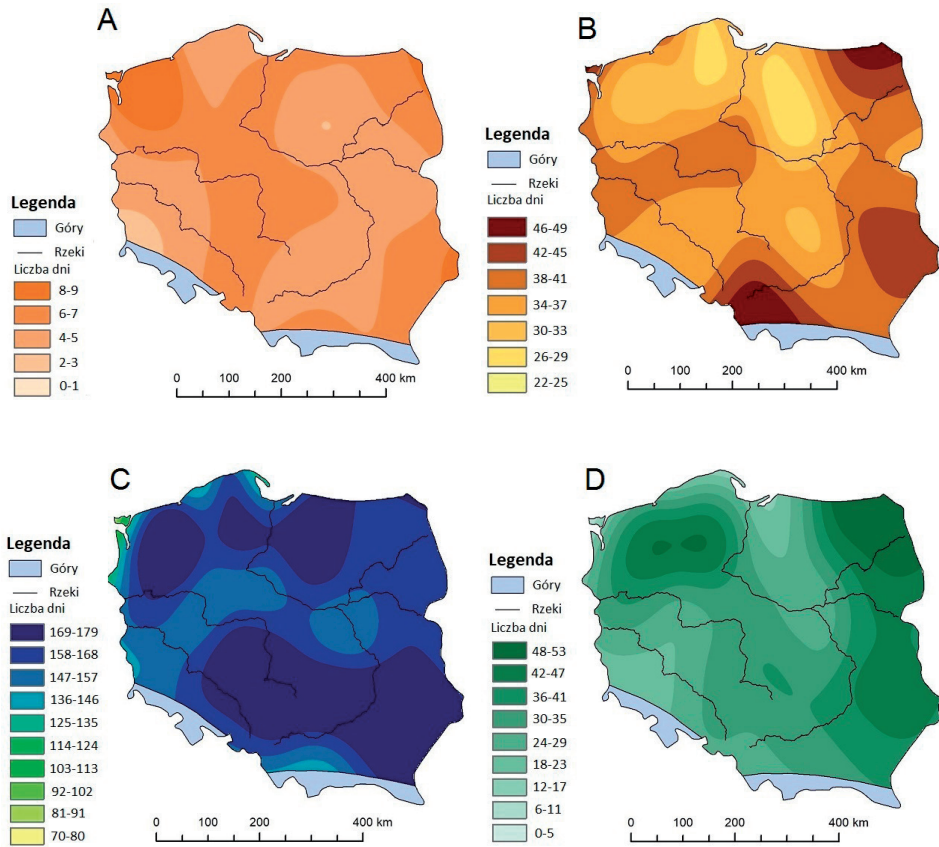 A
Legenda
Góry
Rzeki
Liczba dni
8-9
6-7
4-5
2-3
0-1
0 100 200 400 km
B
Legenda
Góry
Rzeki
Liczba dni
46-49
42-45
38-41
34-37
30-33
26-29
22-25
0 100 200 400 km
C
Legenda
Góry
Rzeki
Liczba dni
169-179
158-168
147-157
136-146
125-135
114-124
103-113
92-102
81-91
70-80
0 100 200 400 km
D
Legenda
Góry
Rzeki
Liczba dni
48-53
42-47
36-41
30-35
24-29
18-23
12-17
6-11
0-5
0 100 200 400 km